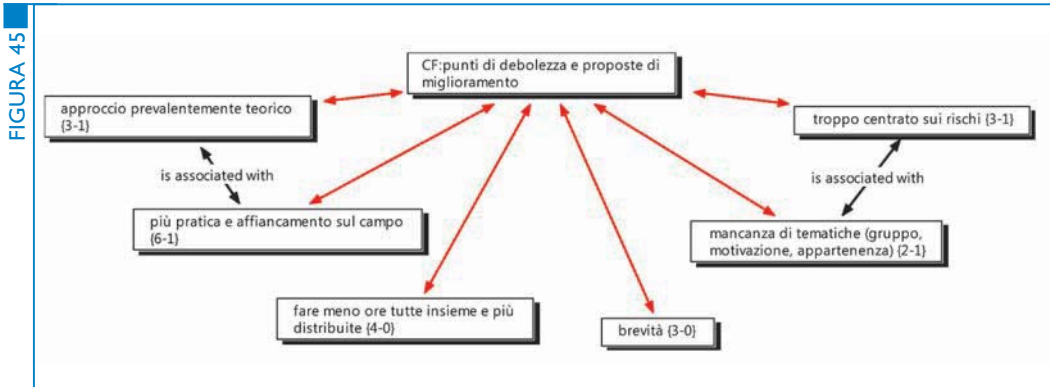 FIGURA 45
CF:punti di debolezza e proposte di
miglioramento
approccio prevalentemente teorico
{3-1}
troppo centrato sui rischi {3-1}
is associated with
is associated with
più pratica e affiancamento sul campo
{6-1}
mancanza di tematiche (gruppo,
motivazione, appartenenza) {2-1}
fare meno ore tutte insieme e più
distribuite {4-0}
brevità {3-0}